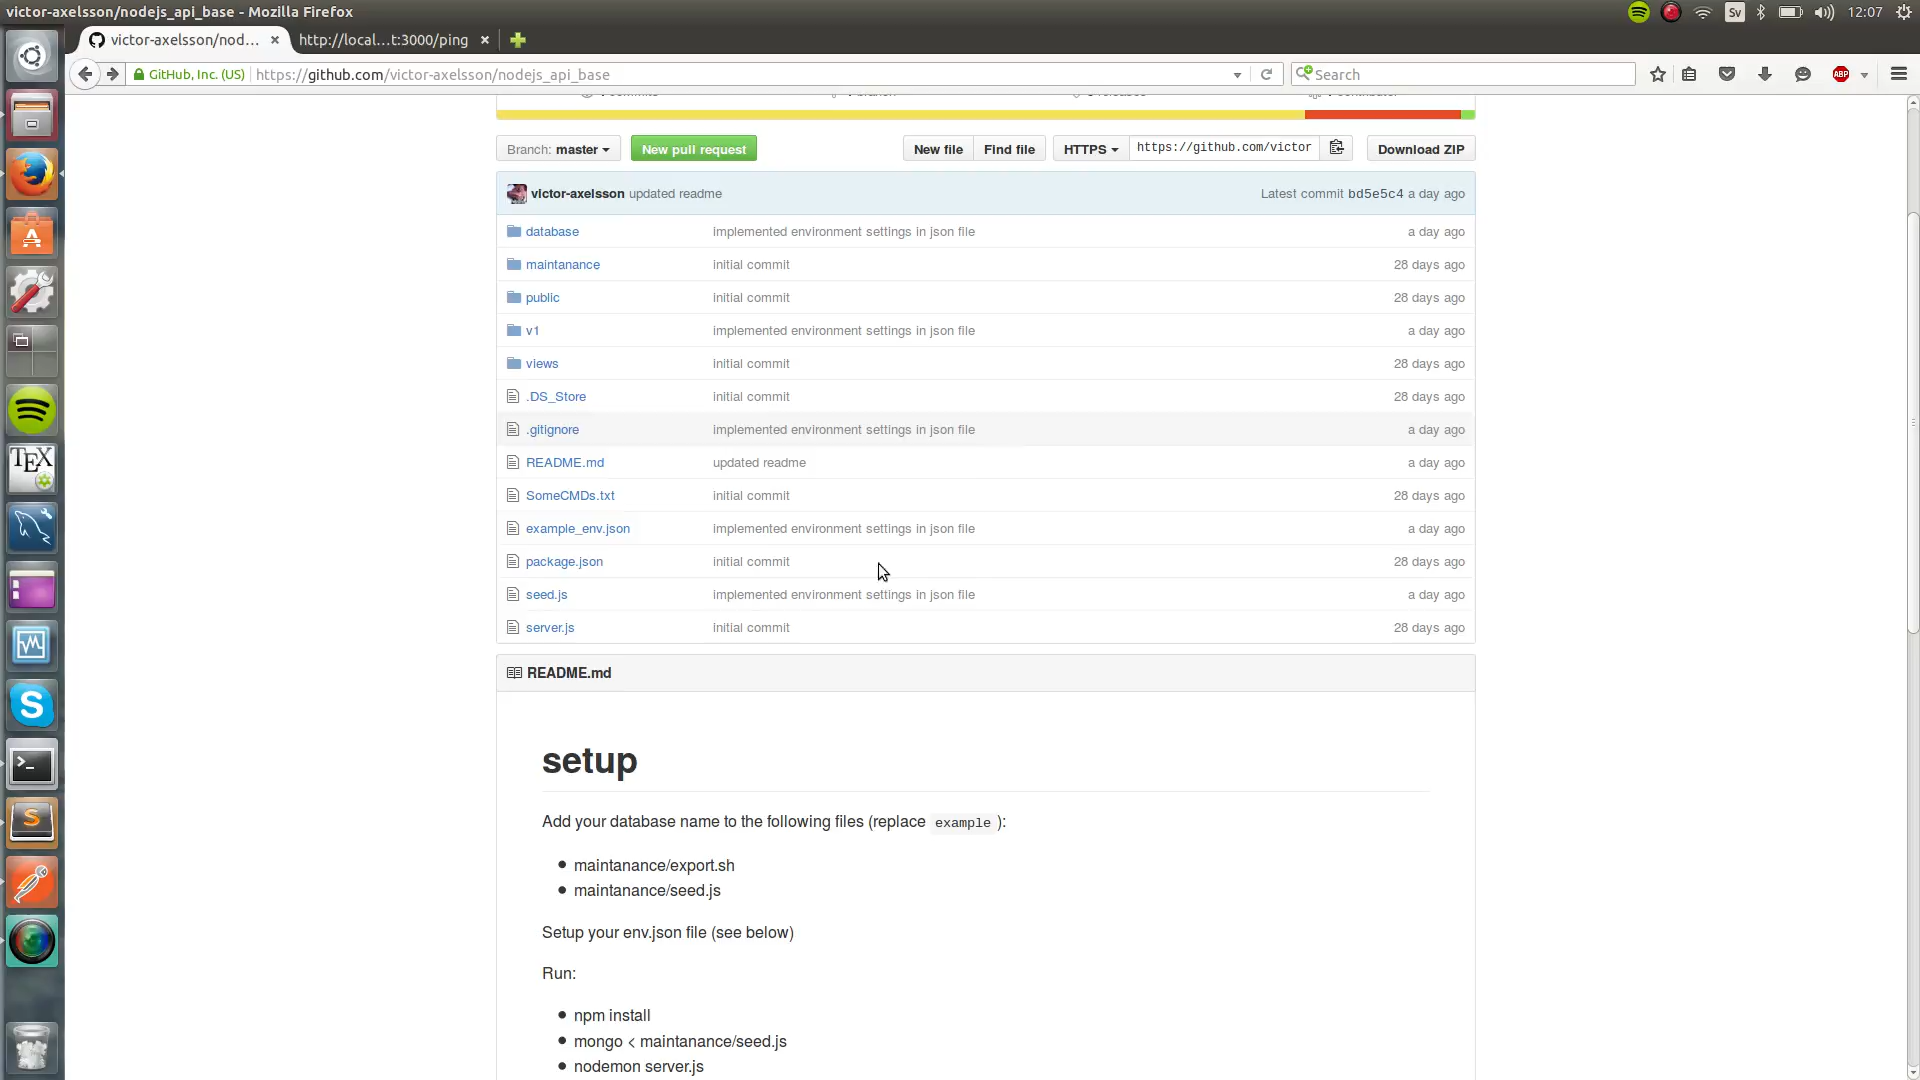 victor-axelsson/nodejs_api_base - Mozilla Firefox
Sv
12:07
victor-axelsson/nod...
http://local...t:3000/ping
GitHub, Inc. (US)
https://github.com/victor-axelsson/nodejs_api_base
Search
ABP
Branch: master
New pull request
New file
Find file
HTTPS
https://github.com/victor
Download ZIP
victor-axelsson updated readme
Latest commit bd5e5c4 a day ago
database implemented environment settings in json file a day ago
maintanance initial commit 28 days ago
public initial commit 28 days ago
v1 implemented environment settings in json file a day ago
views initial commit 28 days ago
.DS_Store initial commit 28 days ago
.gitignore implemented environment settings in json file a day ago
README.md updated readme a day ago
SomeCMDs.txt initial commit 28 days ago
example_env.json implemented environment settings in json file a day ago
package.json initial commit 28 days ago
seed.js implemented environment settings in json file a day ago
server.js initial commit 28 days ago
README.md
setup
Add your database name to the following files (replace example ):
maintanance/export.sh
maintanance/seed.js
Setup your env.json file (see below)
Run:
npm install
mongo < maintanance/seed.js
nodemon server.js
TEX